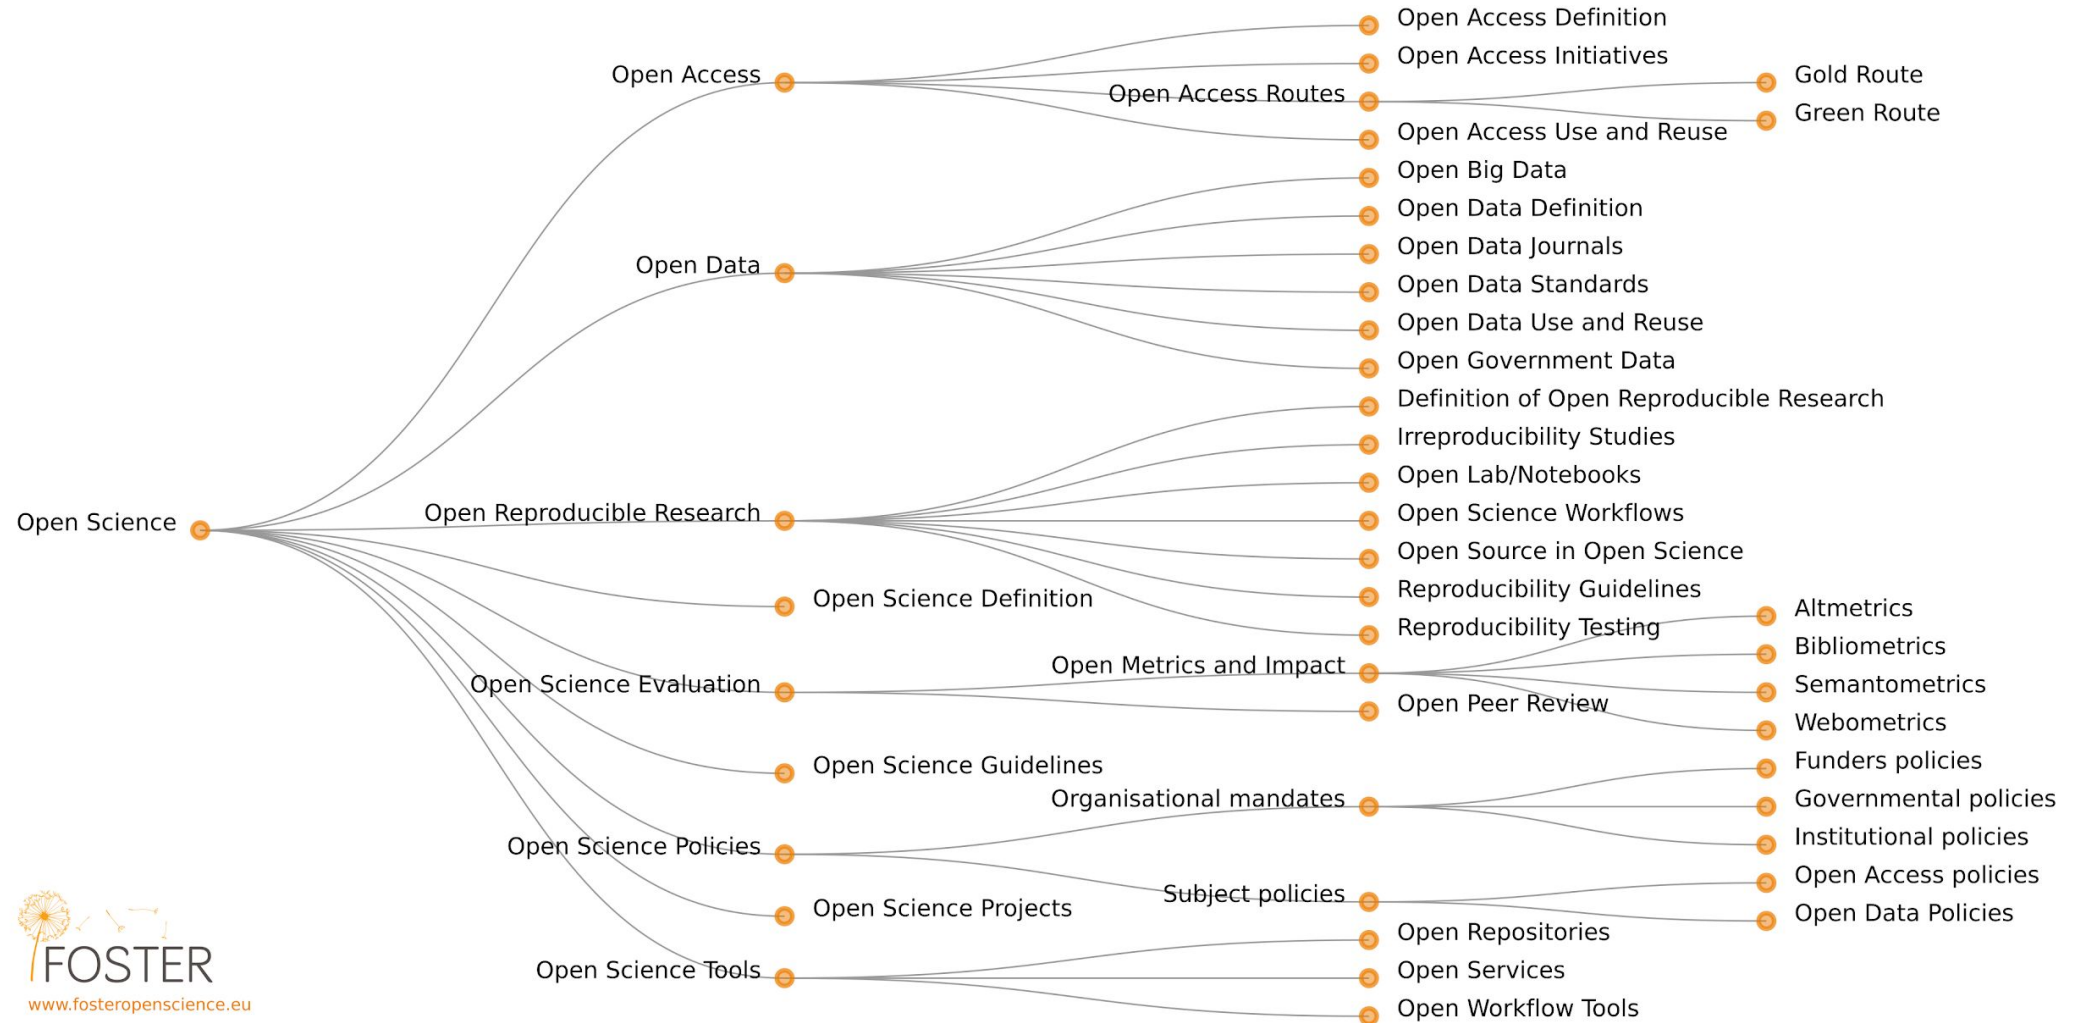 Open Science
Open Access
Open Access Definition
Open Access Initiatives
Open Access Routes
Gold Route
Green Route
Open Access Use and Reuse
Open Data
Open Big Data
Open Data Definition
Open Data Journals
Open Data Standards
Open Data Use and Reuse
Open Government Data
Open Reproducible Research
Definition of Open Reproducible Research
Irreproducibility Studies
Open Lab/Notebooks
Open Science Workflows
Open Source in Open Science
Reproducibility Guidelines
Reproducibility Testing
Open Science Definition
Open Science Evaluation
Open Metrics and Impact
Altmetrics
Bibliometrics
Semantometrics
Webometrics
Open Peer Review
Open Science Guidelines
Open Science Policies
Organisational mandates
Funders policies
Governmental policies
Institutional policies
Subject policies
Open Access policies
Open Data Policies
Open Science Projects
Open Science Tools
Open Repositories
Open Services
Open Workflow Tools
FOSTER
www.fosteropenscience.eu